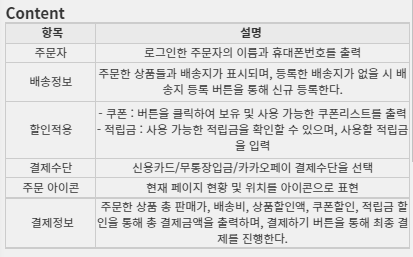 Content
항목 설명
주문자 로그인한 주문자의 이름과 휴대폰번호를 출력
배송정보 주문한 상품들과 배송지가 표시되며, 등록한 배송지가 없을 시 배
송지 등록 버튼을 통해 신규 등록한다.
할인적용 - 쿠폰 : 버튼을 클릭하여 보유 및 사용 가능한 쿠폰리스트를 출력
- 적립금 : 사용 가능한 적립금을 확인할 수 있으며, 사용할 적립금
을 입력
결제수단 신용카드/무통장입금/카카오페이 결제수단을 선택
주문 아이콘 현재 페이지 현황 및 위치를 아이콘으로 표현
결제정보 주문한 상품 총 판매가, 배송비, 상품할인액, 쿠폰할인, 적립금 할
인을 통해 총 결제금액을 출력하며, 결제하기 버튼을 통해 최종 결
제를 진행한다.